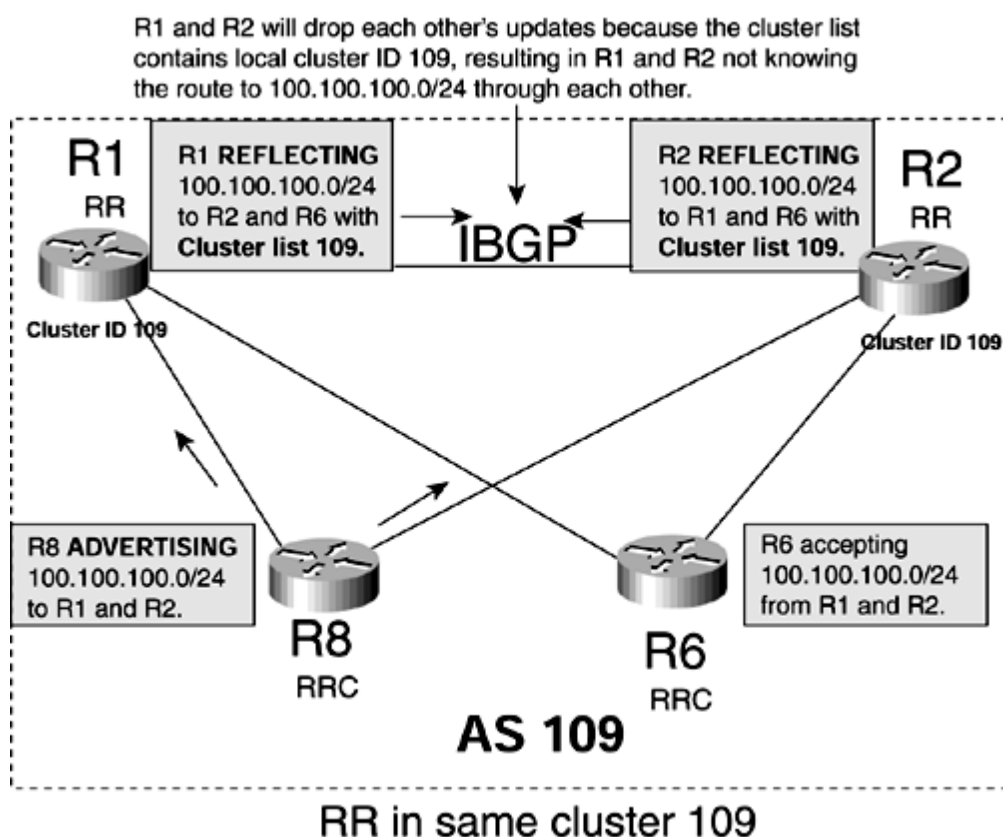 R1 and R2 will drop each other's updates because the cluster list
contains local cluster ID 109, resulting in R1 and R2 not knowing
the route to 100.100.100.0/24 through each other.
R1
RR
R1 REFLECTING
100.100.100.0/24
to R2 and R6 with
Cluster list 109.
IBGP
R2 REFLECTING
100.100.100.0/24
to R1 and R6 with
Cluster list 109.
R2
RR
Cluster ID 109
Cluster ID 109
R8 ADVERTISING
100.100.100.0/24
to R1 and R2.
R8
RRC
R6
RRC
R6 accepting
100.100.100.0/24
from R1 and R2.
AS 109
RR in same cluster 109